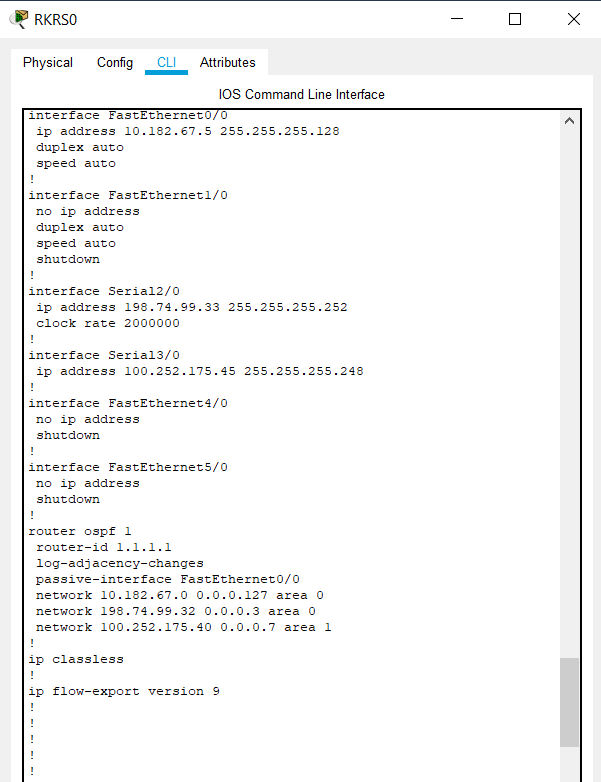 RKRS0
Physical Config CLI Attributes
IOS Command Line Interface
interface FastEthernet0/0
ip address 10.182.67.5 255.255.255.128
duplex auto
speed auto
!
interface FastEthernet1/0
no ip address
duplex auto
speed auto
shutdown
!
interface Serial2/0
ip address 198.74.99.33 255.255.255.252
clock rate 2000000
!
interface Serial3/0
ip address 100.252.175.45 255.255.255.248
!
interface FastEthernet4/0
no ip address
shutdown
!
interface FastEthernet5/0
no ip address
shutdown
!
router ospf 1
router-id 1.1.1.1
log-adjacency-changes
passive-interface FastEthernet0/0
network 10.182.67.0 0.0.0.127 area 0
network 198.74.99.32 0.0.0.3 area 0
network 100.252.175.40 0.0.0.7 area 1
!
ip classless
!
ip flow-export version 9
!
!
!
!
!